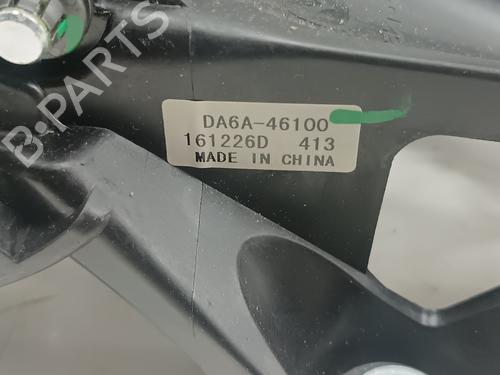 B·PARTS
DA6A-46100
161226D 413
MADE IN CHINA